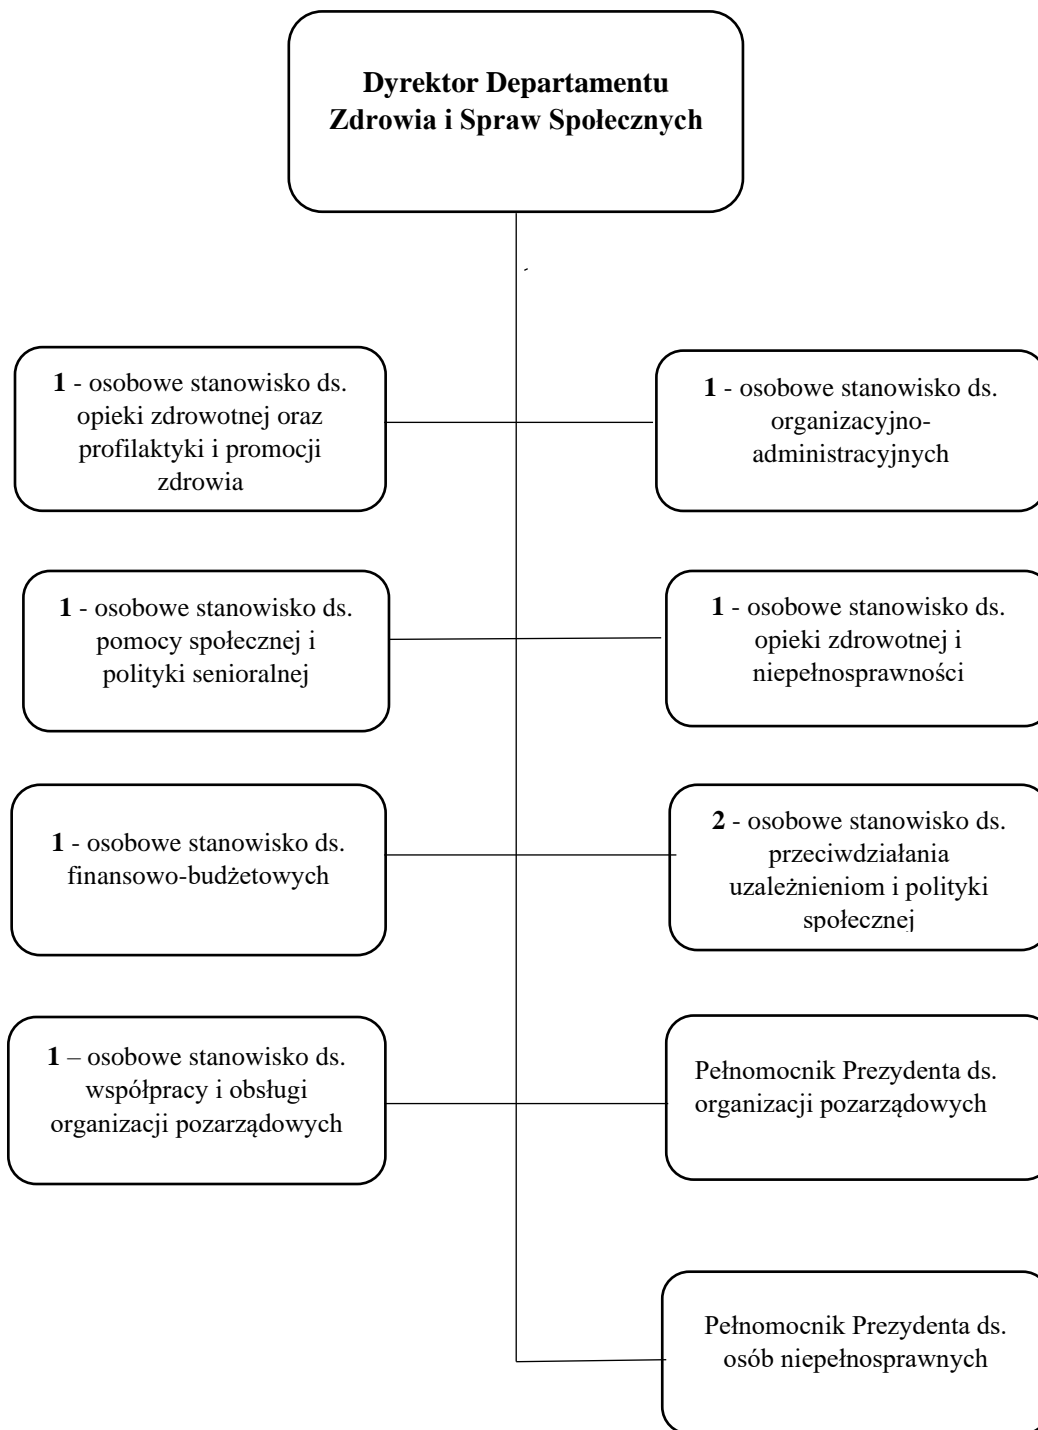 Dyrektor Departamentu
Zdrowia i Spraw Społecznych
1 - osobowe stanowisko ds.
opieki zdrowotnej oraz
profilaktyki i promocji
zdrowia
1 - osobowe stanowisko ds.
organizacyjno-
administracyjnych
1 - osobowe stanowisko ds.
pomocy społecznej i
polityki senioralnej
1 - osobowe stanowisko ds.
opieki zdrowotnej i
niepełnosprawności
1 - osobowe stanowisko ds.
finansowo-budżetowych
2 - osobowe stanowisko ds.
przeciwdziałania
uzależnieniom i polityki
społecznej
1 – osobowe stanowisko ds.
współpracy i obsługi
organizacji pozarządowych
Pełnomocnik Prezydenta ds.
organizacji pozarządowych
Pełnomocnik Prezydenta ds.
osób niepełnosprawnych